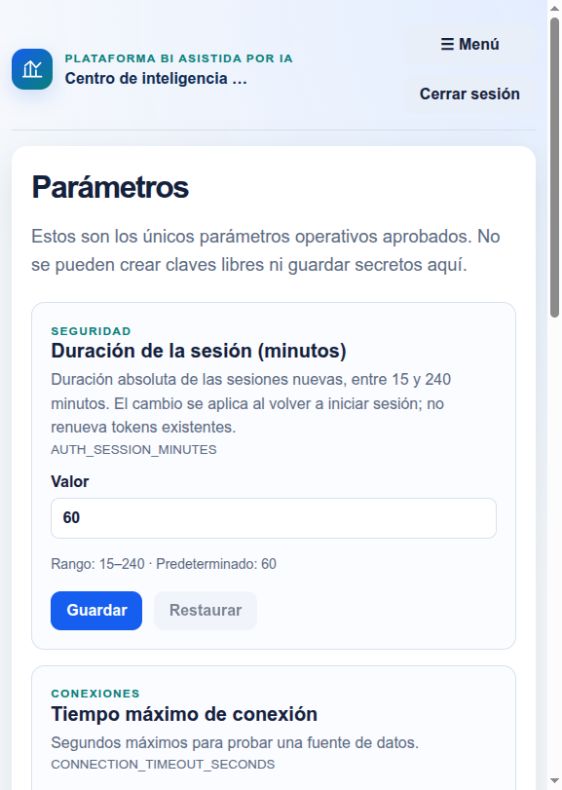 PLATAFORMA BI ASISTIDA POR IA
Centro de inteligencia ...
☰ Menú
Cerrar sesión
Parámetros
Estos son los únicos parámetros operativos aprobados. No
se pueden crear claves libres ni guardar secretos aquí.
SEGURIDAD
Duración de la sesión (minutos)
Duración absoluta de las sesiones nuevas, entre 15 y 240
minutos. El cambio se aplica al volver a iniciar sesión; no
renueva tokens existentes.
AUTH_SESSION_MINUTES
Valor
60
Rango: 15–240 · Predeterminado: 60
Guardar
Restaurar
CONEXIONES
Tiempo máximo de conexión
Segundos máximos para probar una fuente de datos.
CONNECTION_TIMEOUT_SECONDS